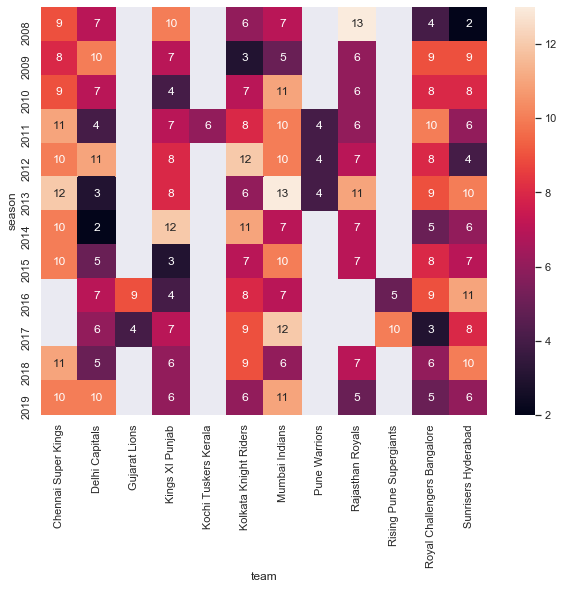 2008 9 7 10 6 7 13 4 2
2009 8 10 7 3 5 6 9 9
2010 9 7 4 7 11 6 8 8
2011 11 4 7 6 8 10 4 6 10 6
2012 10 11 8 12 10 4 7 8 4
2013 12 3 8 6 13 4 11 9 10
2014 10 2 12 11 7 7 5 6
2015 10 5 3 7 10 7 8 7
2016 7 9 4 8 7 5 9 11
2017 6 4 7 9 12 10 3 8
2018 11 5 6 9 6 7 6 10
2019 10 10 6 6 11 5 5 6
season
Chennai Super Kings
Delhi Capitals
Gujarat Lions
Kings XI Punjab
Kochi Tuskers Kerala
Kolkata Knight Riders
Mumbai Indians
Pune Warriors
Rajasthan Royals
Rising Pune Supergiants
Royal Challengers Bangalore
Sunrisers Hyderabad
team
12
10
8
6
4
2